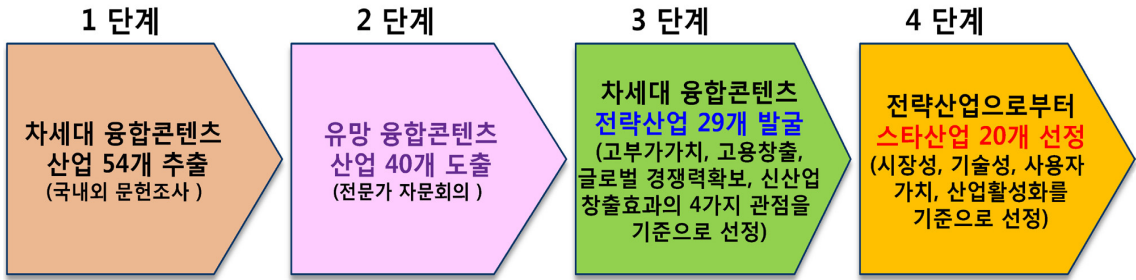 1 단계
차세대 융합콘텐츠
산업 54개 추출
(국내외 문헌조사 )
2 단계
유망 융합콘텐츠
산업 40개 도출
(전문가 자문회의 )
3 단계
차세대 융합콘텐츠
전략산업 29개 발굴
(고부가가치, 고용창출,
글로벌 경쟁력확보, 신산업
창출효과의 4가지 관점을
기준으로 선정)
4 단계
전략산업으로부터
스타산업 20개 선정
(시장성, 기술성, 사용자
가치, 산업활성화를
기준으로 선정)